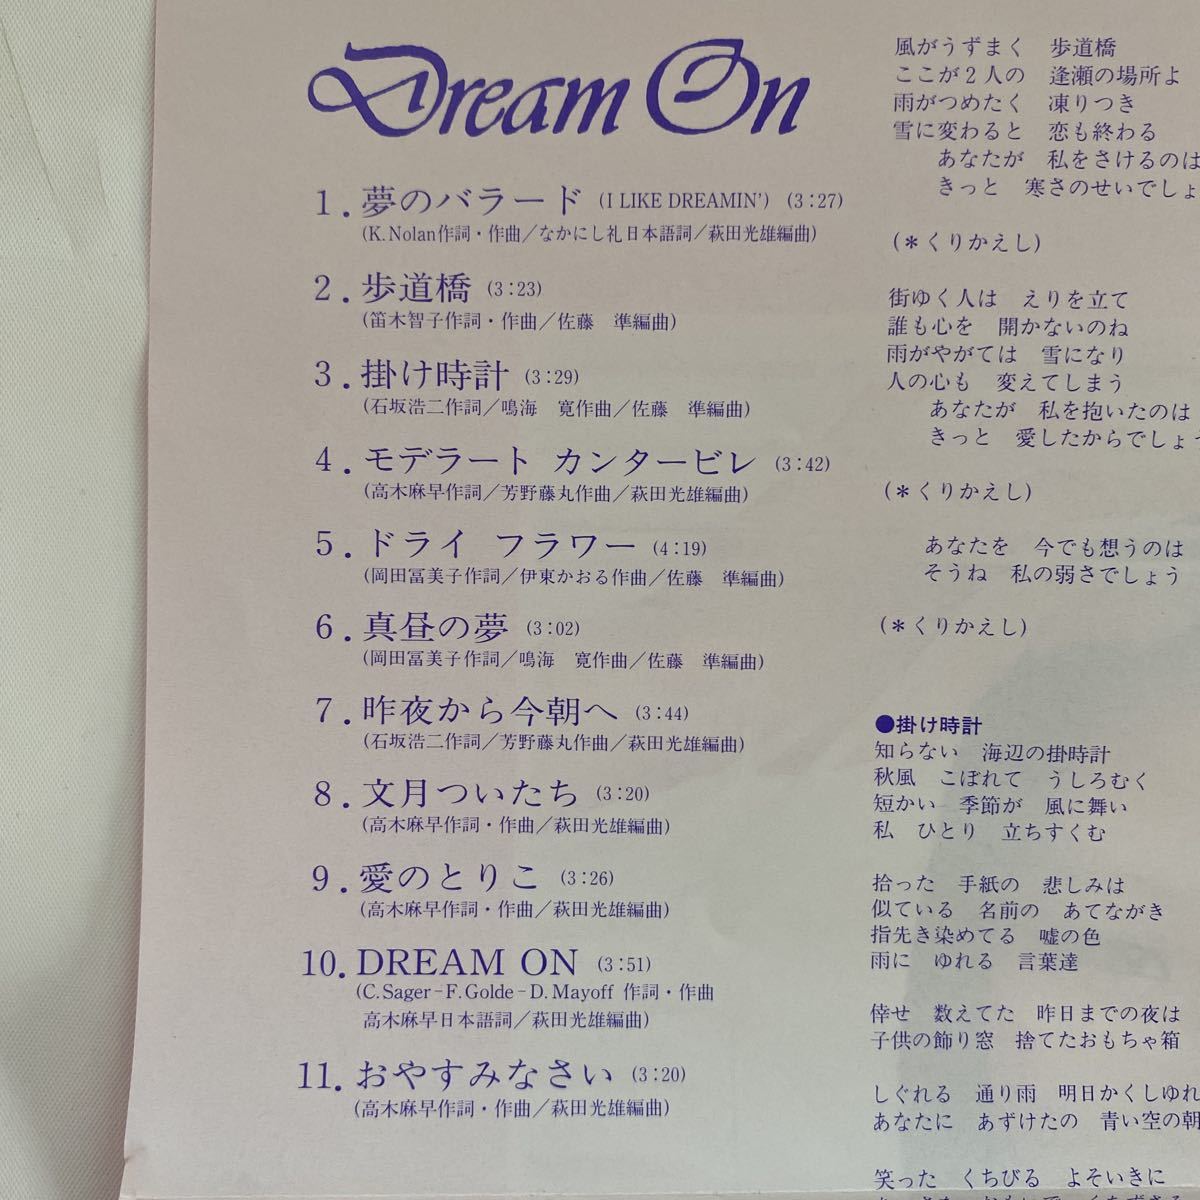 Dream On
1. 夢のバラード (I LIKE DREAMIN') (3:27)
(K.Nolan作詞・作曲／なかにし礼日本語詞／萩田光雄編曲)
2. 歩道橋 (3:23)
(笛木智子作詞・作曲／佐藤　準編曲)
3. 掛け時計 (3:29)
(石坂浩二作詞／鳴海　寛作曲／佐藤　準編曲)
4. モデラート カンタービレ (3:42)
(高木麻早作詞／芳野藤丸作曲／萩田光雄編曲)
5. ドライ フラワー (4:19)
(岡田冨美子作詞／伊東かおる作曲／佐藤　準編曲)
6. 真昼の夢 (3:02)
(岡田冨美子作詞／鳴海　寛作曲／佐藤　準編曲)
7. 昨夜から今朝へ (3:44)
(石坂浩二作詞／芳野藤丸作曲／萩田光雄編曲)
8. 文月ついたち (3:20)
(高木麻早作詞・作曲／萩田光雄編曲)
9. 愛のとりこ (3:26)
(高木麻早作詞・作曲／萩田光雄編曲)
10. DREAM ON (3:51)
(C.Sager-F.Golde-D.Mayoff 作詞・作曲
高木麻早日本語詞／萩田光雄編曲)
11. おやすみなさい (3:20)
(高木麻早作詞・作曲／萩田光雄編曲)
風がうずまく　歩道橋
ここが２人の　逢瀬の場所よ
雨がつめたく　凍りつき
雪に変わると　恋も終わる
あなたが　私をさけるのは
きっと　寒さのせいでしょ
(＊くりかえし)
街ゆく人は　えりを立て
誰も心を　開かないのね
雨がやがては　雪になり
人の心も　変えてしまう
あなたが　私を抱いたのは
きっと　愛したからでしょう
(＊くりかえし)
あなたを　今でも想うのは
そうね　私の弱さでしょう
(＊くりかえし)
●掛け時計
知らない　海辺の掛時計
秋風　こぼれて　うしろむく
短かい　季節が　風に舞い
私　ひとり　立ちすくむ
拾った　手紙の　悲しみは
似ている　名前の　あてながき
指先き染めてる　嘘の色
雨に　ゆれる　言葉達
倖せ　数えてた　昨日までの夜は
子供の飾り窓　捨てたおもちゃ箱
しぐれる　通り雨　明日かくしゆれ
あなたに　あずけたの　青い空の朝
笑った　くちびる　よそいきに